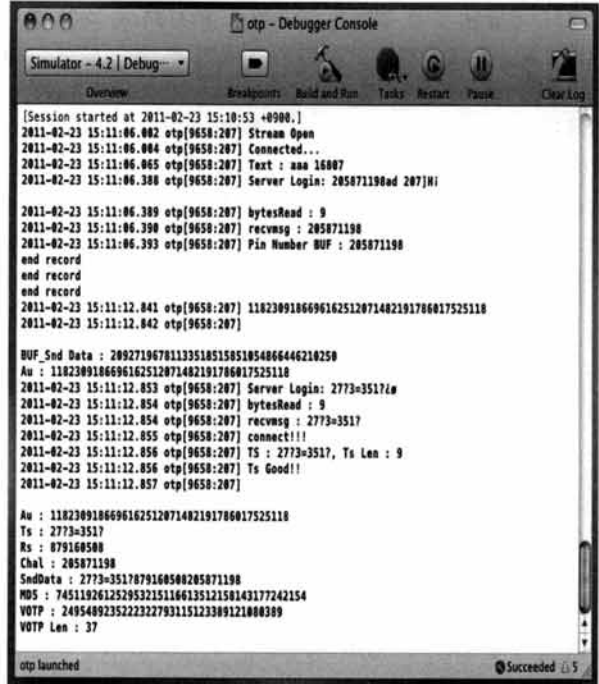 otp - Debugger Console
Simulator - 4.2 | Debug...
Overview
Breakpoints
Build and Run
Tasks
Restart
Pause
Clear Log
[Session started at 2011-02-23 15:10:53 +0900.]
2011-02-23 15:11:06.002 otp[9658:207] Stream Open
2011-02-23 15:11:06.004 otp[9658:207] Connected...
2011-02-23 15:11:06.065 otp[9658:207] Text : aaa 16807
2011-02-23 15:11:06.388 otp[9658:207] Server Login: 205871198ad 207]Hi
2011-02-23 15:11:06.389 otp[9658:207] bytesRead : 9
2011-02-23 15:11:06.390 otp[9658:207] recvmsg : 205871198
2011-02-23 15:11:06.393 otp[9658:207] Pin Number BUF : 205871198
end record
end record
end record
2011-02-23 15:11:12.841 otp[9658:207] 1182309186696162512071482191786017525118
2011-02-23 15:11:12.842 otp[9658:207]
BUF_Snd Data : 20927196781133518515851054866446210250
Au : 1182309186696162512071482191786017525118
2011-02-23 15:11:12.853 otp[9658:207] Server Login: 27?3=351?¿ø
2011-02-23 15:11:12.854 otp[9658:207] bytesRead : 9
2011-02-23 15:11:12.854 otp[9658:207] recvmsg : 27?3=351?
2011-02-23 15:11:12.855 otp[9658:207] connect!!!
2011-02-23 15:11:12.856 otp[9658:207] TS : 27?3=351?, Ts Len : 9
2011-02-23 15:11:12.856 otp[9658:207] Ts Good!!
2011-02-23 15:11:12.857 otp[9658:207]
Au : 1182309186696162512071482191786017525118
Ts : 27?3=351?
Rs : 879160508
Chal : 205871198
SndData : 27?3=351?879160508205871198
MD5 : 745119261252953215116613512158143177242154
VOTP : 2495489235222322793115123389121080389
VOTP Len : 37
otp launched
Succeeded
5